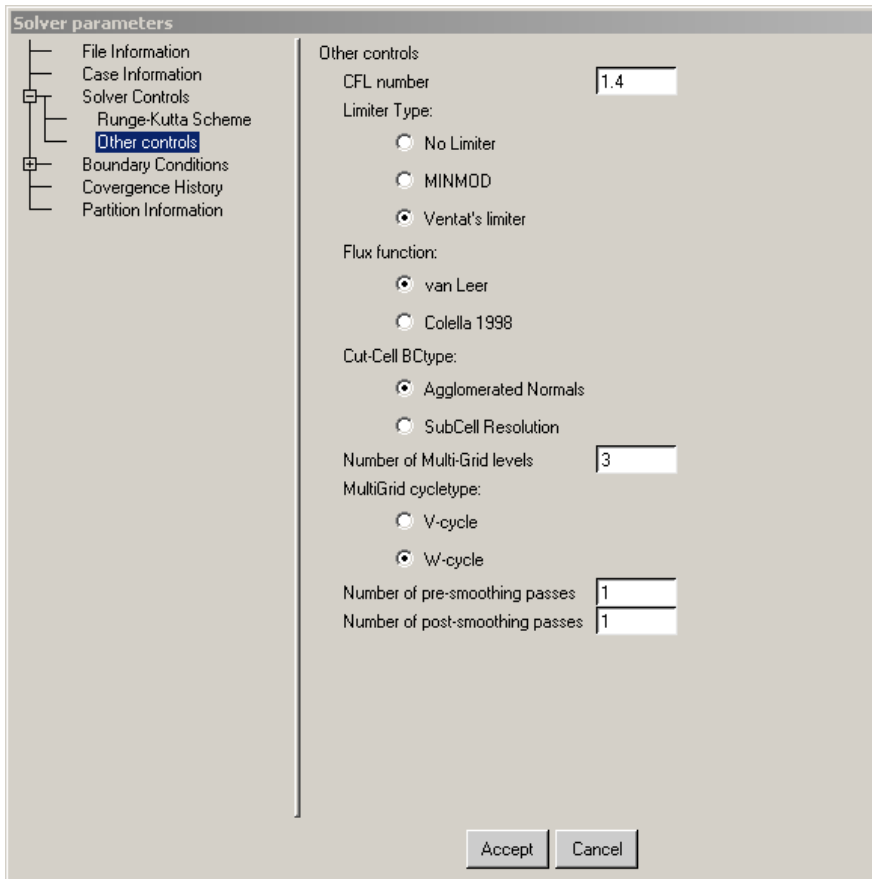 Solver parameters
File Information
Case Information
Solver Controls
Runge-Kutta Scheme
Other controls
Boundary Conditions
Covergence History
Partition Information
Other controls
CFL number 1.4
Limiter Type:
No Limiter
MINMOD
Ventat's limiter
Flux function:
van Leer
Colella 1998
Cut-Cell BCtype:
Agglomerated Normals
SubCell Resolution
Number of Multi-Grid levels 3
MultiGrid cycletype:
V-cycle
W-cycle
Number of pre-smoothing passes 1
Number of post-smoothing passes 1
Accept Cancel